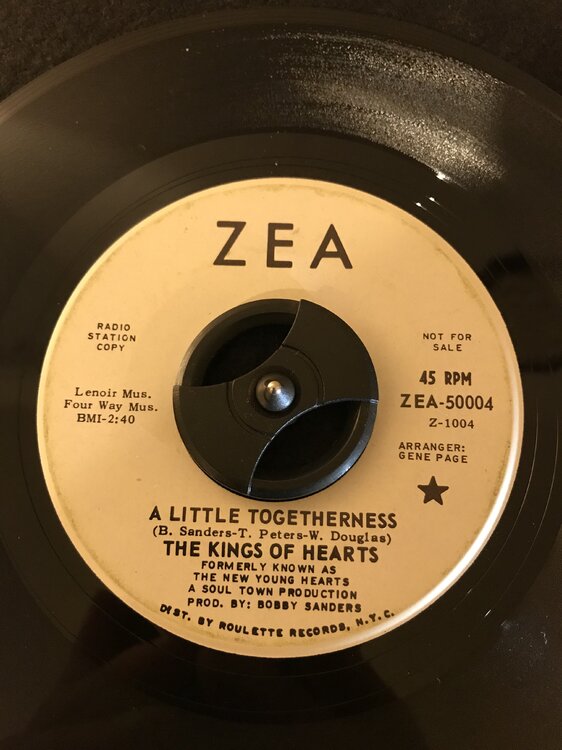 ZEA
RADIO
STATION
COPY
NOT FOR
SALE
Lenoir Mus.
Four Way Mus.
BMI-2:40
45 RPM
ZEA-50004
Z-1004
ARRANGER:
GENE PAGE
A LITTLE TOGETHERNESS
(B. Sanders-T. Peters-W. Douglas)
THE KINGS OF HEARTS
FORMERLY KNOWN AS
THE NEW YOUNG HEARTS
A SOUL TOWN PRODUCTION
PROD. BY: BOBBY SANDERS
DIST. BY ROULETTE RECORDS, N.Y.C.